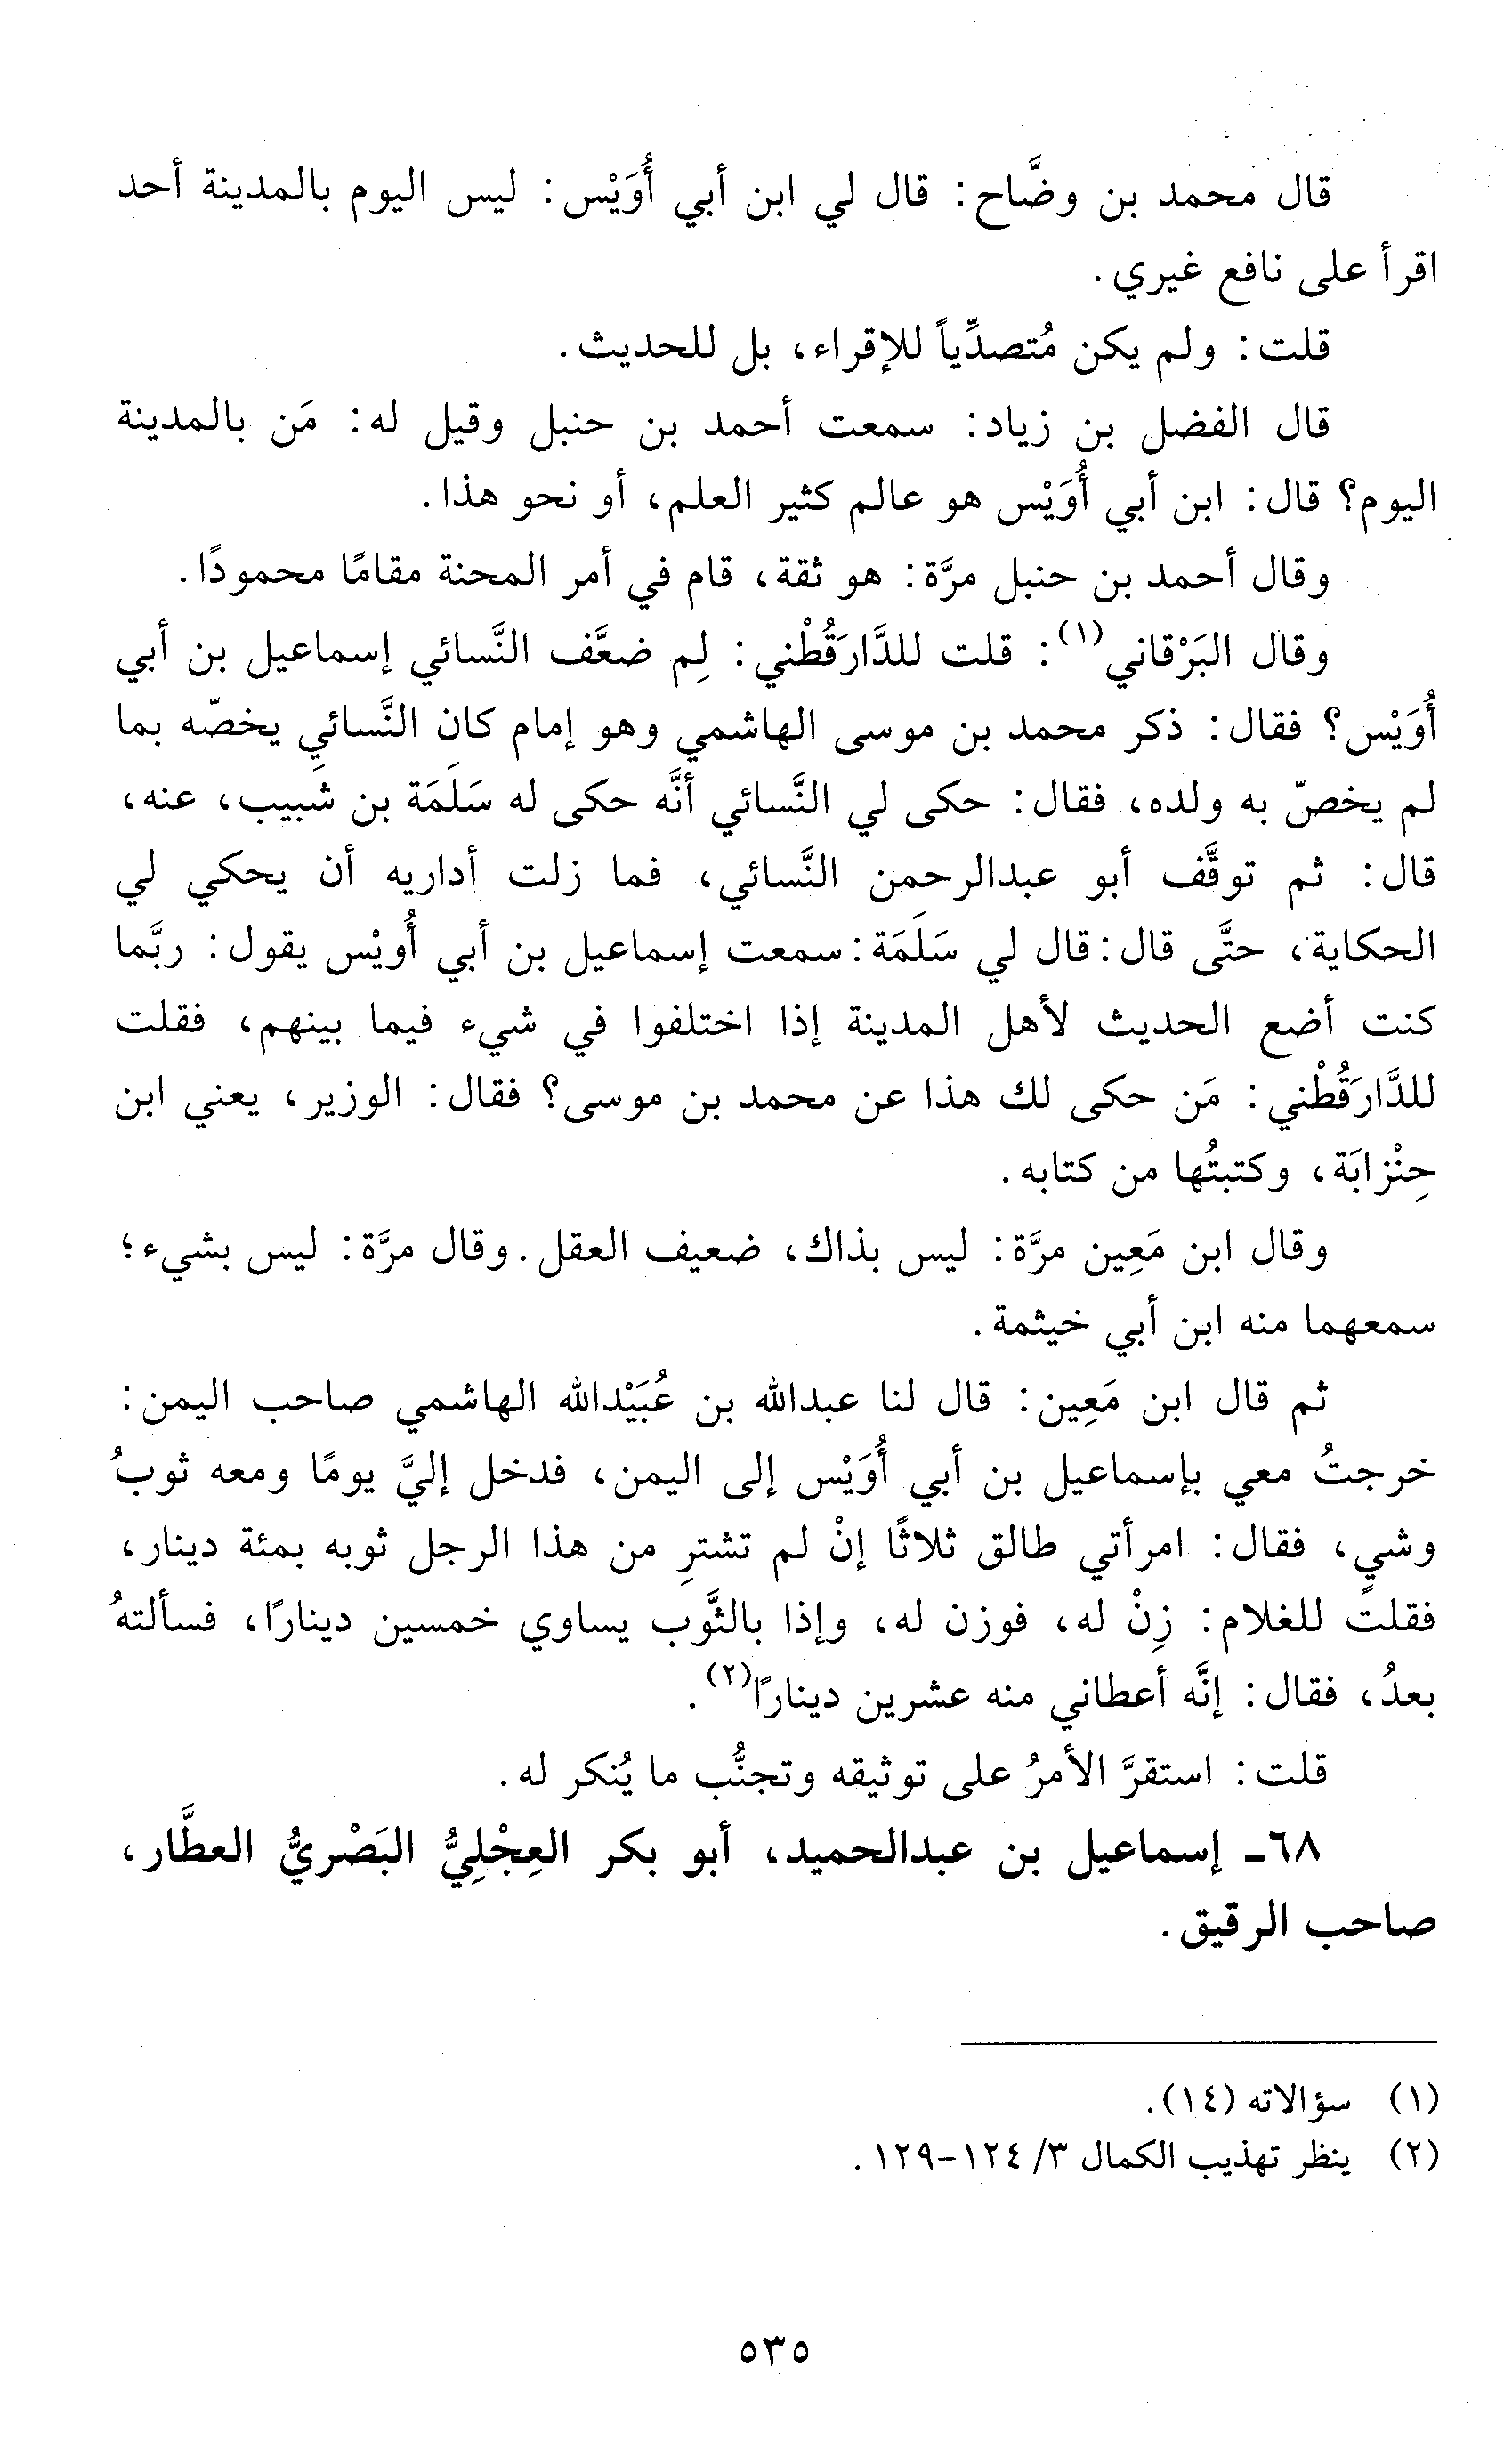 قال محمد بن وضَّاح: قال لي ابن أبي أُوَيْس: ليس اليوم بالمدينة أحد
اقرأ على نافع غيري.
قلت: ولم يكن مُتصدِّياً للإقراء، بل للحديث.
قال الفضل بن زياد: سمعت أحمد بن حنبل وقيل له: مَن بالمدينة
اليوم؟ قال: ابن أبي أُوَيْس هو عالم كثير العلم، أو نحو هذا.
وقال أحمد بن حنبل مرَّة: هو ثقة، قام في أمر المحنة مقامًا محمودًا.
وقال البَرْقاني(١): قلت للدَّارَقُطْني: لِم ضعَّف النَّسائي إسماعيل بن أبي
أُوَيْس؟ فقال: ذكر محمد بن موسى الهاشمي وهو إمام كان النَّسائي يخصّه بما
لم يخصّ به ولده، فقال: حكى لي النَّسائي أنَّه حكى له سَلَمَة بن شَبيب، عنه،
قال: ثم توقَّف أبو عبدالرحمن النَّسائي، فما زلت أداريه أن يحكي لي
الحكاية، حتَّى قال: قال لي سَلَمَة: سمعت إسماعيل بن أبي أُويْس يقول: ربَّما
كنت أضع الحديث لأهل المدينة إذا اختلفوا في شيء فيما بينهم، فقلت
للدَّارَقُطْني: مَن حكى لك هذا عن محمد بن موسى؟ فقال: الوزير، يعني ابن
حِنْزابَة، وكتبتُها من كتابه.
وقال ابن مَعِين مرَّة: ليس بذاك، ضعيف العقل. وقال مرَّة: ليس بشيء؛
سمعهما منه ابن أبي خيثمة.
ثم قال ابن مَعِين: قال لنا عبدالله بن عُبَيْدالله الهاشمي صاحب اليمن:
خرجتُ معي بإسماعيل بن أبي أُوَيْس إلى اليمن، فدخل إليَّ يومًا ومعه ثوبُ
وشيٍ، فقال: امرأتي طالق ثلاثًا إنْ لم تشترِ من هذا الرجل ثوبه بمئة دينار،
فقلت للغلام: زِنْ له، فوزن له، وإذا بالثَّوب يساوي خمسين دينارًا، فسألتهُ
بعدُ، فقال: إنَّه أعطاني منه عشرين دينارًا(٢).
قلت: استقرَّ الأمرُ على توثيقه وتجنُّب ما يُنكر له.
٦٨ـ إسماعيل بن عبدالحميد، أبو بكر العِجْلِيُّ البَصْريُّ العطَّار،
صاحب الرقيق.
(١) سؤالاته (١٤).
(٢) ينظر تهذيب الكمال ٣/ ١٢٤-١٢٩.
٥٣٥